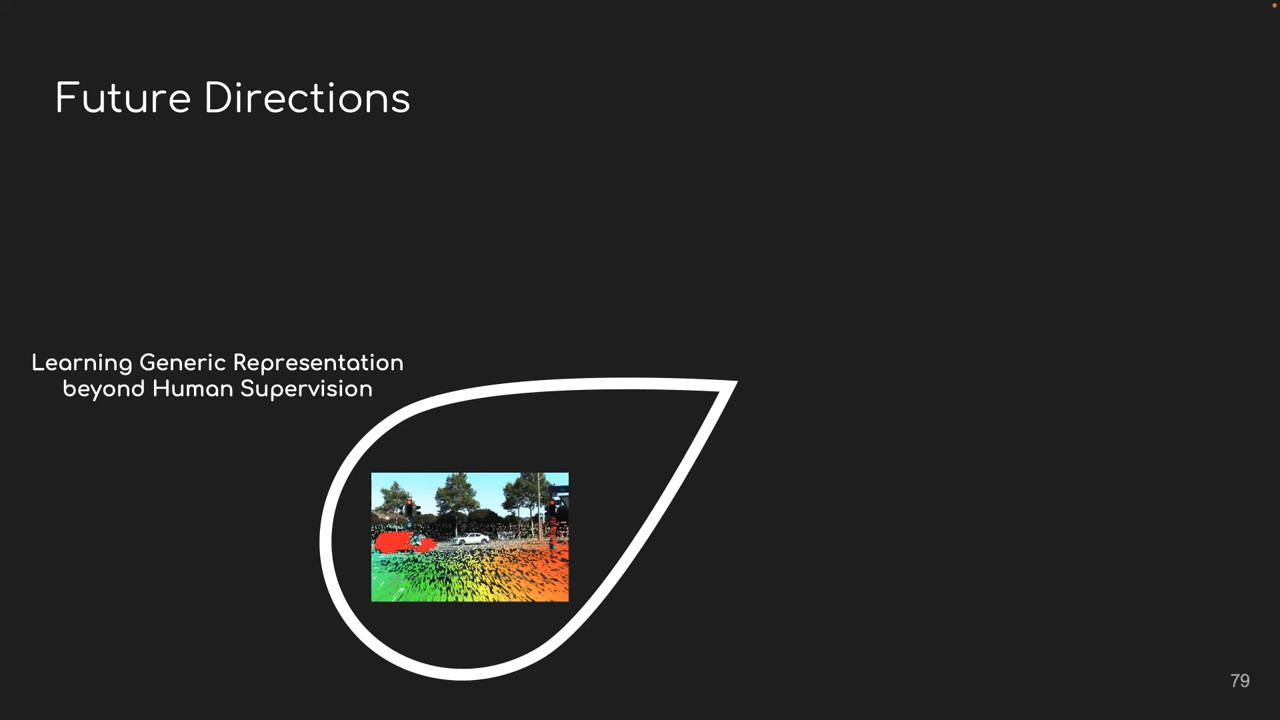 Future Directions
Learning Generic Representation
beyond Human Supervision
79